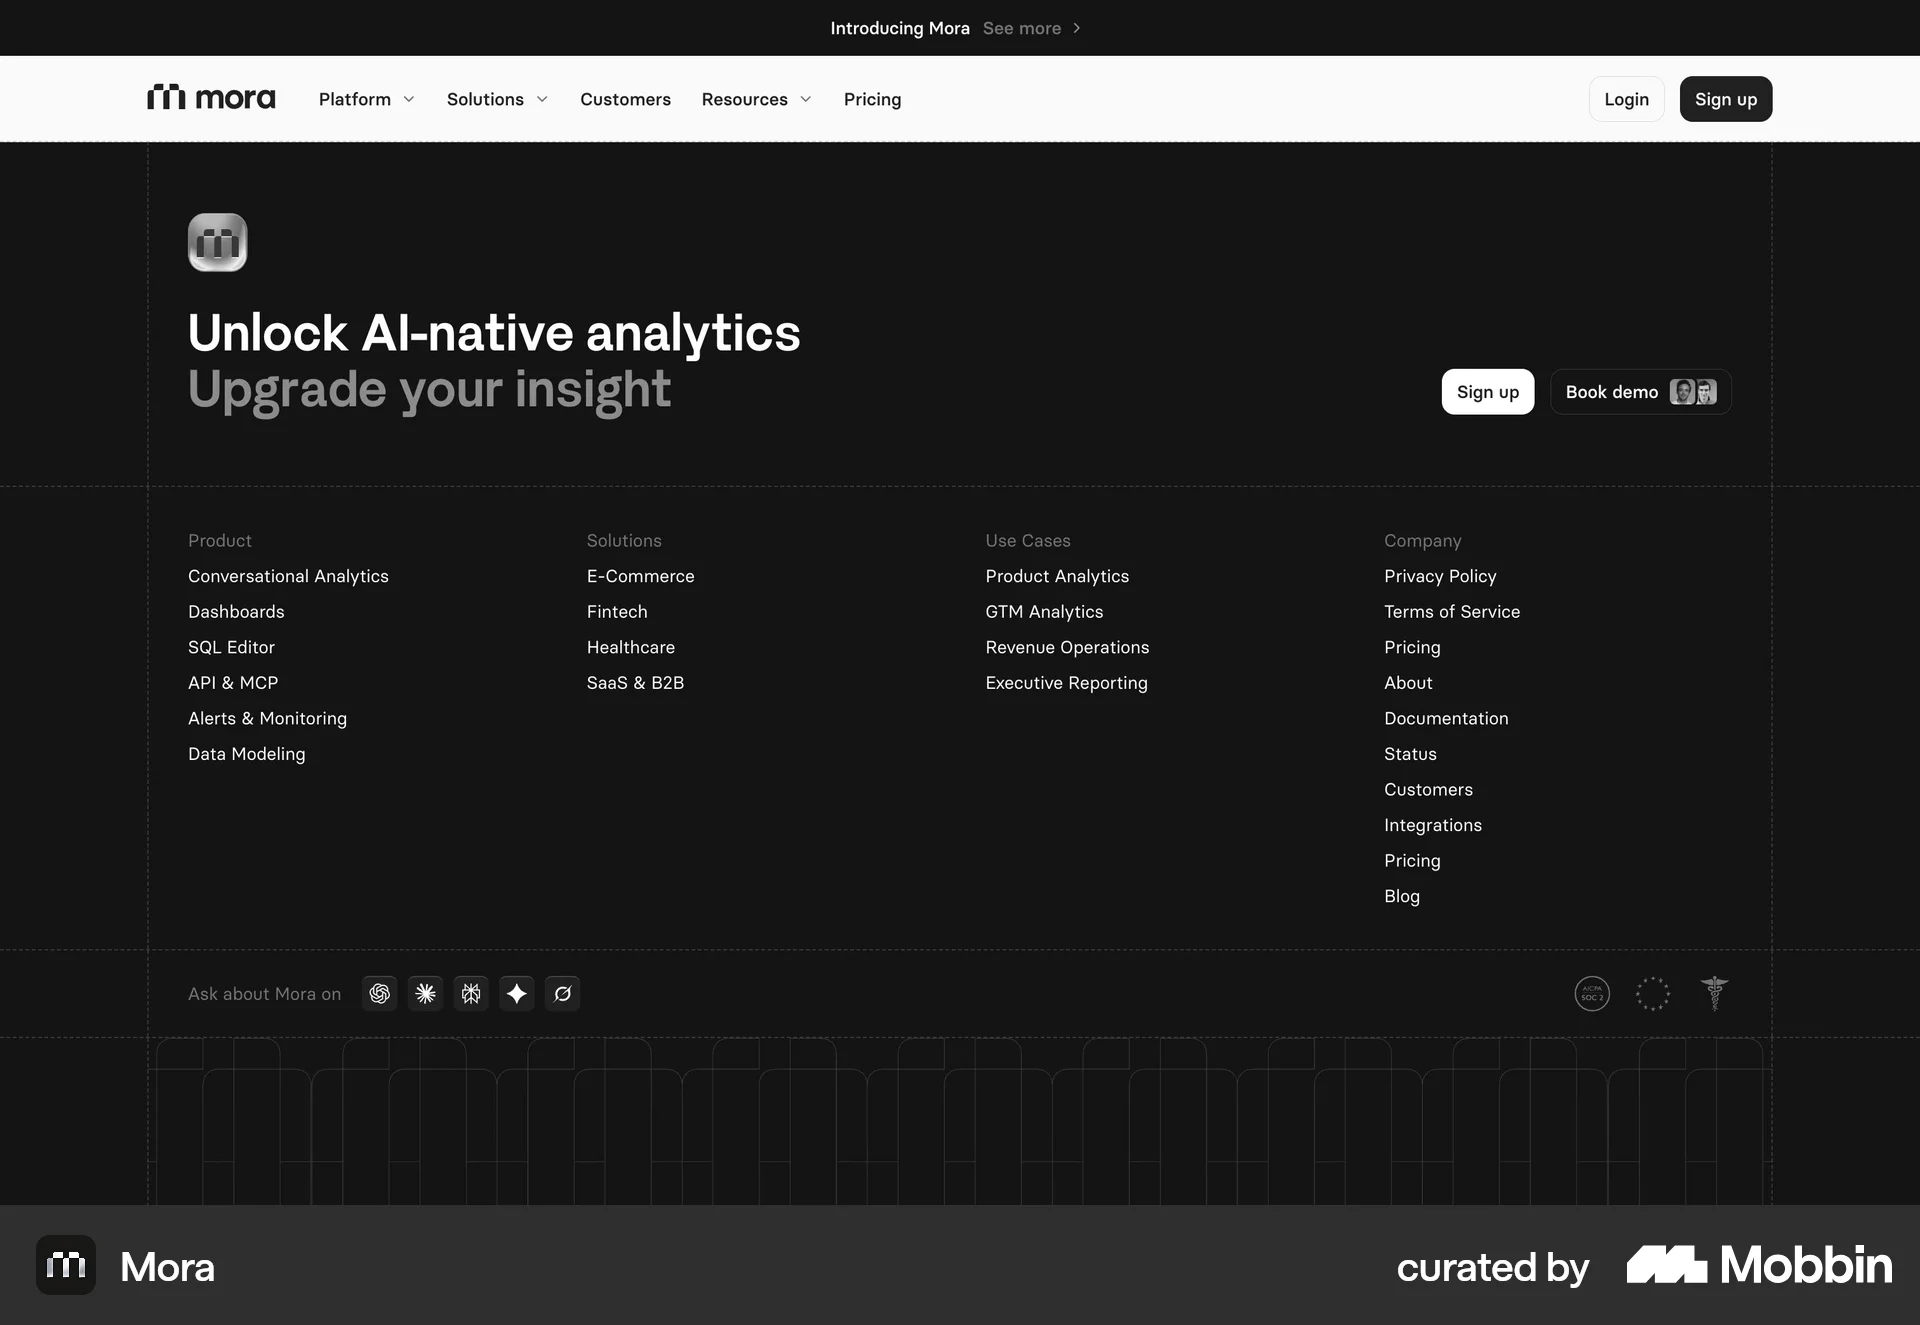 Introducing Mora See more
mora Platform Solutions Customers Resources Pricing Login Sign up
Unlock AI-native analytics
Upgrade your insight
Sign up Book demo
Product
Conversational Analytics
Dashboards
SQL Editor
API & MCP
Alerts & Monitoring
Data Modeling
Solutions
E-Commerce
Fintech
Healthcare
SaaS & B2B
Use Cases
Product Analytics
GTM Analytics
Revenue Operations
Executive Reporting
Company
Privacy Policy
Terms of Service
Pricing
About
Documentation
Status
Customers
Integrations
Pricing
Blog
Ask about Mora on
AICPA
SOC 2
Mora
curated by Mobbin